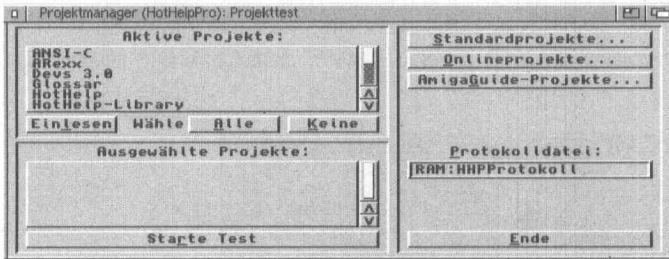 Projektmanager (HotHelpPro): Projekttest
Aktive Projekte:
ANSI-C
ARexx
Devs 3.0
Glossar
HotHelp
HotHelp-Library
Einlesen Wähle Alle Keine
Ausgewählte Projekte:
Starte Test
Standardprojekte...
Onlineprojekte...
AmigaGuide-Projekte...
Protokolldatei:
RAM:HHPProtokoll
Ende